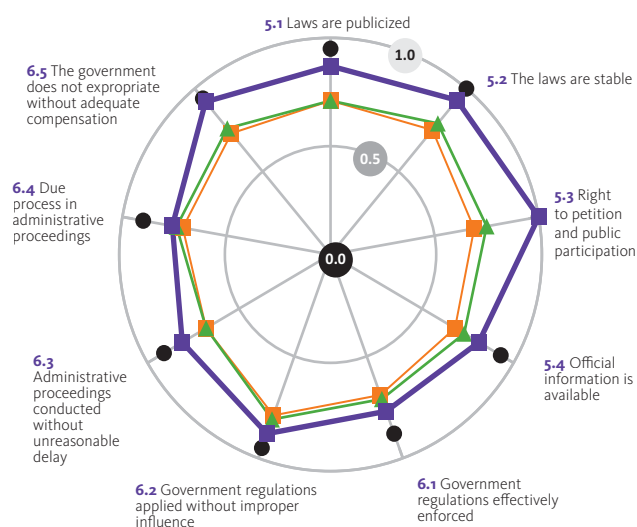 5.1 Laws are publicized
1.0
6.5 The government
does not expropriate
without adequate
compensation
5.2 The laws are stable
0.5
6.4 Due
process in
administrative
proceedings
5.3 Right
to petition
and public
participation
0.0
6.3
Administrative
proceedings
conducted
without
unreasonable
delay
5.4 Official
information is
available
6.2 Government regulations
applied without improper
influence
6.1 Government
regulations effectively
enforced